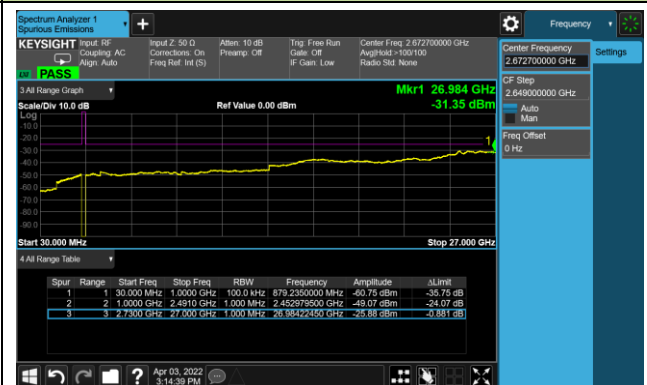 Spectrum Analyzer 1
Spurious Emissions
Frequency
KEYSIGHT
Input: RF
Coupling: AC
Align: Auto
Input Z: 50 Ω
Corrections: On
Freq Ref: Int (S)
Atten: 10 dB
Preamp: Off
Trig: Free Run
Gate: Off
IF Gain: Low
Center Freq: 2.672700000 GHz
Avg|Hold:>100/100
Radio Std: None
PASS
Center Frequency
2.672700000 GHz
Settings
CF Step
2.649000000 GHz
Auto
Man
Freq Offset
0 Hz
3 All Range Graph
Mkr1 26.984 GHz
Scale/Div 10.0 dB
Ref Value 0.00 dBm
-31.35 dBm
Log
-10.0
-20.0
-30.0
-40.0
-50.0
-60.0
-70.0
-80.0
-90.0
1
Start 30.000 MHz
Stop 27.000 GHz
4 All Range Table
Spur Range Start Freq Stop Freq RBW Frequency Amplitude ΔLimit
1 1 30.000 MHz 1.0000 GHz 100.0 kHz 879.2350000 MHz -60.75 dBm -35.75 dB
2 2 1.0000 GHz 2.4910 GHz 1.000 MHz 2.452979500 GHz -49.07 dBm -24.07 dB
3 3 2.7300 GHz 27.000 GHz 1.000 MHz 26.98422450 GHz -25.88 dBm -0.881 dB
?
Apr 03, 2022
3:14:39 PM